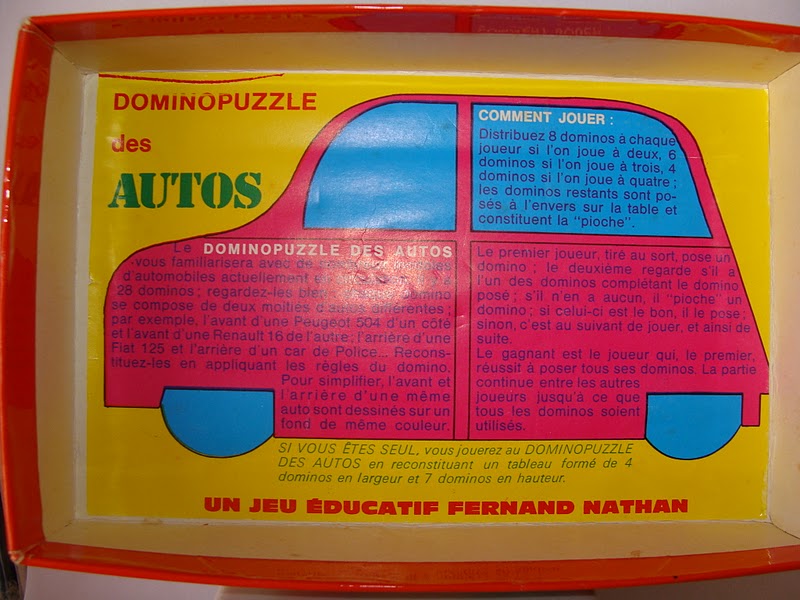 DOMINOPUZZLE
des
AUTOS
COMMENT JOUER :
Distribuez 8 dominos à chaque
joueur si l'on joue à deux, 6
dominos si l'on joue à trois, 4
dominos si l'on joue à quatre ;
les dominos restants sont po-
sés à l'envers sur la table et
constituent la "pioche".
Le DOMINOPUZZLE DES AUTOS
vous familiarisera avec de
d'automobiles actuellement en
28 dominos ; regardez-les bien
se compose de deux moitiés d'autos différentes ;
par exemple, l'avant d'une Peugeot 504 d'un côté
et l'avant d'une Renault 16 de l'autre ; l'arrière d'une
Fiat 125 et l'arrière d'un car de Police... Recons-
tituez-les en appliquant les règles du domino.
Pour simplifier, l'avant et
l'arrière d'une même
auto sont dessinés sur un
fond de même couleur.
Le premier joueur, tiré au sort, pose un
domino ; le deuxième regarde s'il a
l'un des dominos complétant le domino
posé ; s'il n'en a aucun, il "pioche" un
domino ; si celui-ci est le bon, il le pose ;
sinon, c'est au suivant de jouer, et ainsi de
suite.
Le gagnant est le joueur qui, le premier,
réussit à poser tous ses dominos. La partie
continue entre les autres
joueurs jusqu'à ce que
tous les dominos soient
utilisés.
SI VOUS ÊTES SEUL, vous jouerez au DOMINOPUZZLE
DES AUTOS en reconstituant un tableau formé de 4
dominos en largeur et 7 dominos en hauteur.
UN JEU ÉDUCATIF FERNAND NATHAN